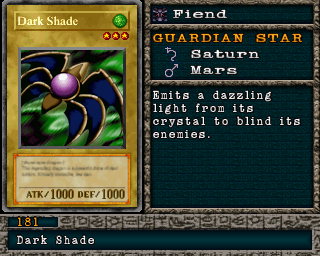 Dark Shade
ATK/1000 DEF/1000
Fiend
GUARDIAN STAR
Saturn
Mars
Emits a dazzling
light from its
crystal to blind its
enemies.
181
Dark Shade